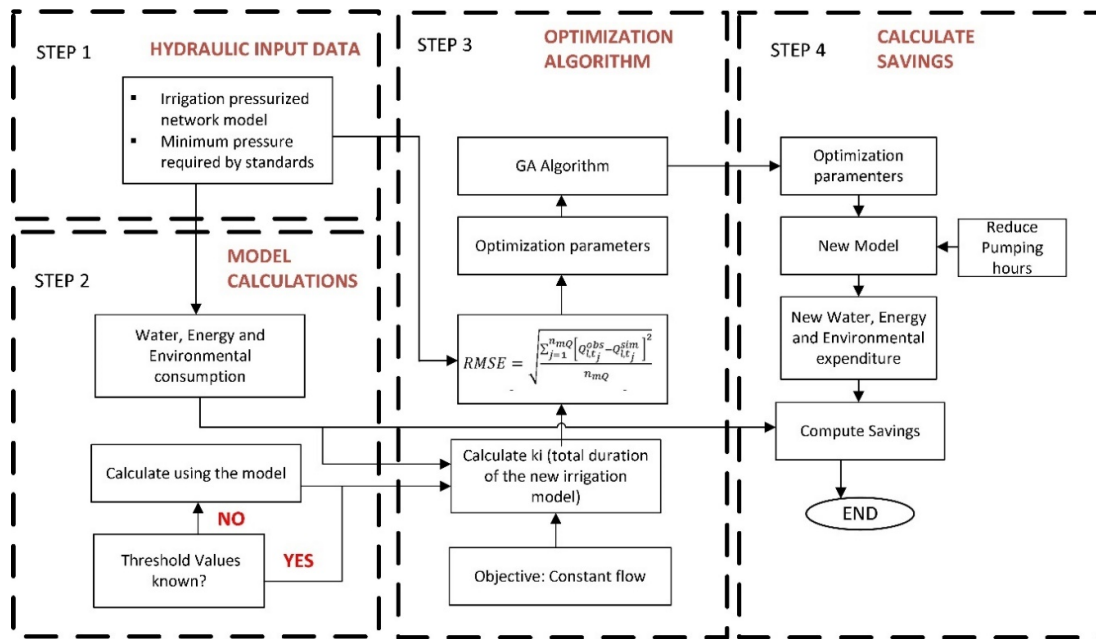 STEP 1
HYDRAULIC INPUT DATA
▪ Irrigation pressurized
network model
▪ Minimum pressure
required by standards
STEP 2
MODEL
CALCULATIONS
Water, Energy and
Environmental
consumption
Calculate using the model
NO
Threshold Values
known?
YES
STEP 3
OPTIMIZATION
ALGORITHM
GA Algorithm
Optimization parameters
RMSE = √(∑_{j=1}^{n_{mQ}} [Q_{i,t_j}^{obs} − Q_{i,t_j}^{sim}]^2 / n_{mQ})
Calculate ki (total duration
of the new irrigation
model)
Objective: Constant flow
STEP 4
CALCULATE
SAVINGS
Optimization
paramenters
New Model
Reduce
Pumping
hours
New Water, Energy
and Environmental
expenditure
Compute Savings
END